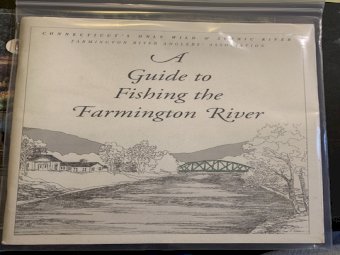 CONNECTICUT'S ONLY WILD & SCENIC RIVER
FARMINGTON RIVER ANGLERS' ASSOCIATION
A
Guide to
Fishing the
Farmington River